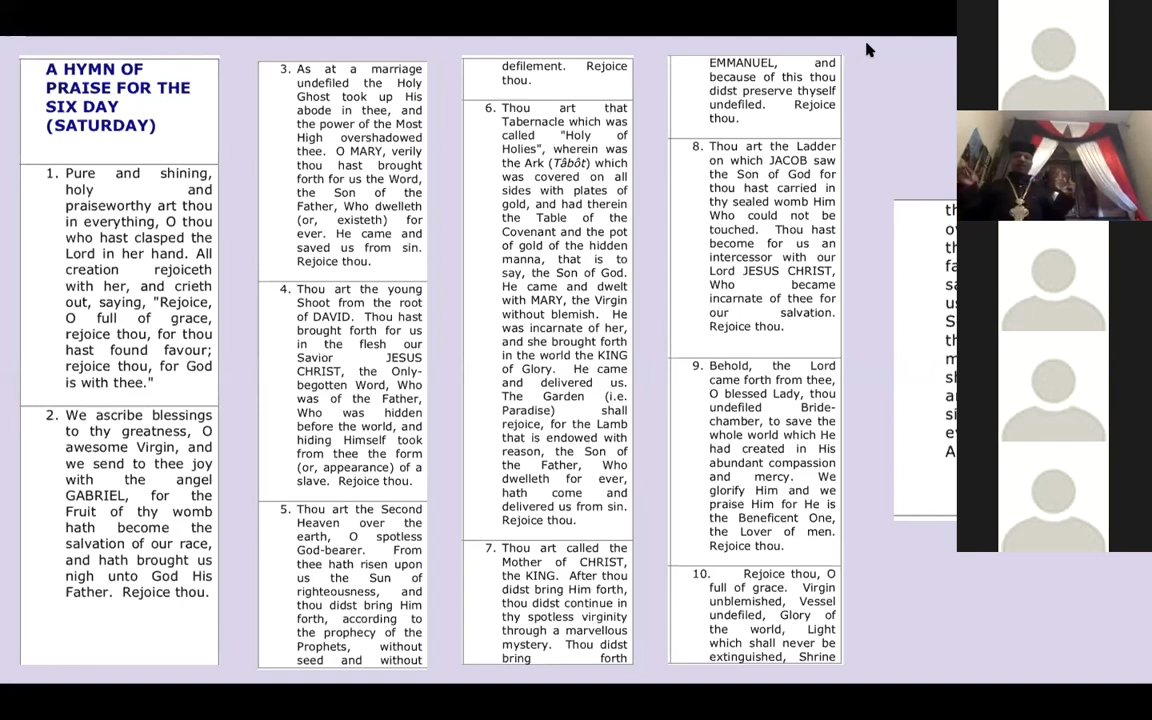 A HYMN OF
PRAISE FOR THE
SIX DAY
(SATURDAY)
1. Pure and shining,
holy and
praiseworthy art thou
in everything, O thou
who hast clasped the
Lord in her hand. All
creation rejoiceth
with her, and crieth
out, saying, "Rejoice,
O full of grace,
rejoice thou, for thou
hast found favour;
rejoice thou, for God
is with thee."
2. We ascribe blessings
to thy greatness, O
awesome Virgin, and
we send to thee joy
with the angel
GABRIEL, for the
Fruit of thy womb
hath become the
salvation of our race,
and hath brought us
nigh unto God His
Father. Rejoice thou.
3. As at a marriage
undefiled the Holy
Ghost took up His
abode in thee, and
the power of the Most
High overshadowed
thee. O MARY, verily
thou hast brought
forth for us the Word,
the Son of the
Father, Who dwelleth
(or, existeth) for
ever. He came and
saved us from sin.
Rejoice thou.
4. Thou art the young
Shoot from the root
of DAVID. Thou hast
brought forth for us
in the flesh our
Savior JESUS
CHRIST, the Only-
begotten Word, Who
was of the Father,
Who was hidden
before the world, and
hiding Himself took
from thee the form
(or, appearance) of a
slave. Rejoice thou.
5. Thou art the Second
Heaven over the
earth, O spotless
God-bearer. From
thee hath risen upon
us the Sun of
righteousness, and
thou didst bring Him
forth, according to
the prophecy of the
Prophets, without
seed and without
defilement. Rejoice
thou.
6. Thou art that
Tabernacle which was
called "Holy of
Holies", wherein was
the Ark (Tâbôt) which
was covered on all
sides with plates of
gold, and had therein
the Table of the
Covenant and the pot
of gold of the hidden
manna, that is to
say, the Son of God.
He came and dwelt
with MARY, the Virgin
without blemish. He
was incarnate of her,
and she brought forth
in the world the KING
of Glory. He came
and delivered us.
The Garden (i.e.
Paradise) shall
rejoice, for the Lamb
that is endowed with
reason, the Son of
the Father, Who
dwelleth for ever,
hath come and
delivered us from sin.
Rejoice thou.
7. Thou art called the
Mother of CHRIST,
the KING. After thou
didst bring Him forth,
thou didst continue in
thy spotless virginity
through a marvellous
mystery. Thou didst
bring forth
EMMANUEL, and
because of this thou
didst preserve thyself
undefiled. Rejoice
thou.
8. Thou art the Ladder
on which JACOB saw
the Son of God for
thou hast carried in
thy sealed womb Him
Who could not be
touched. Thou hast
become for us an
intercessor with our
Lord JESUS CHRIST,
Who became
incarnate of thee for
our salvation.
Rejoice thou.
9. Behold, the Lord
came forth from thee,
O blessed Lady, thou
undefiled Bride-
chamber, to save the
whole world which He
had created in His
abundant compassion
and mercy. We
glorify Him and we
praise Him for He is
the Beneficent One,
the Lover of men.
Rejoice thou.
10. Rejoice thou, O
full of grace. Virgin
unblemished, Vessel
undefiled, Glory of
the world, Light
which shall never be
extinguished, Shrine